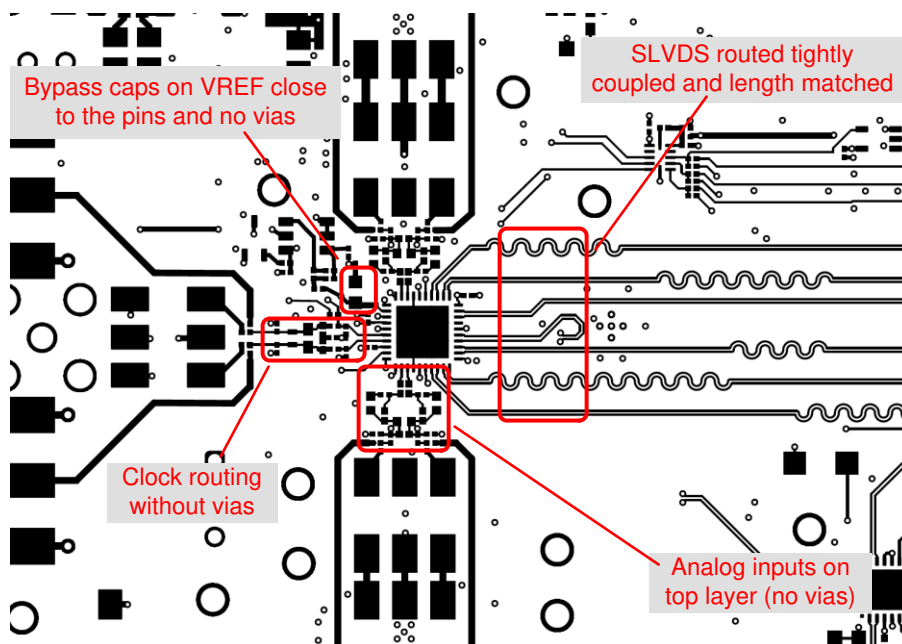 Bypass caps on VREF close
to the pins and no vias
SLVDS routed tightly
coupled and length matched
Clock routing
without vias
Analog inputs on
top layer (no vias)